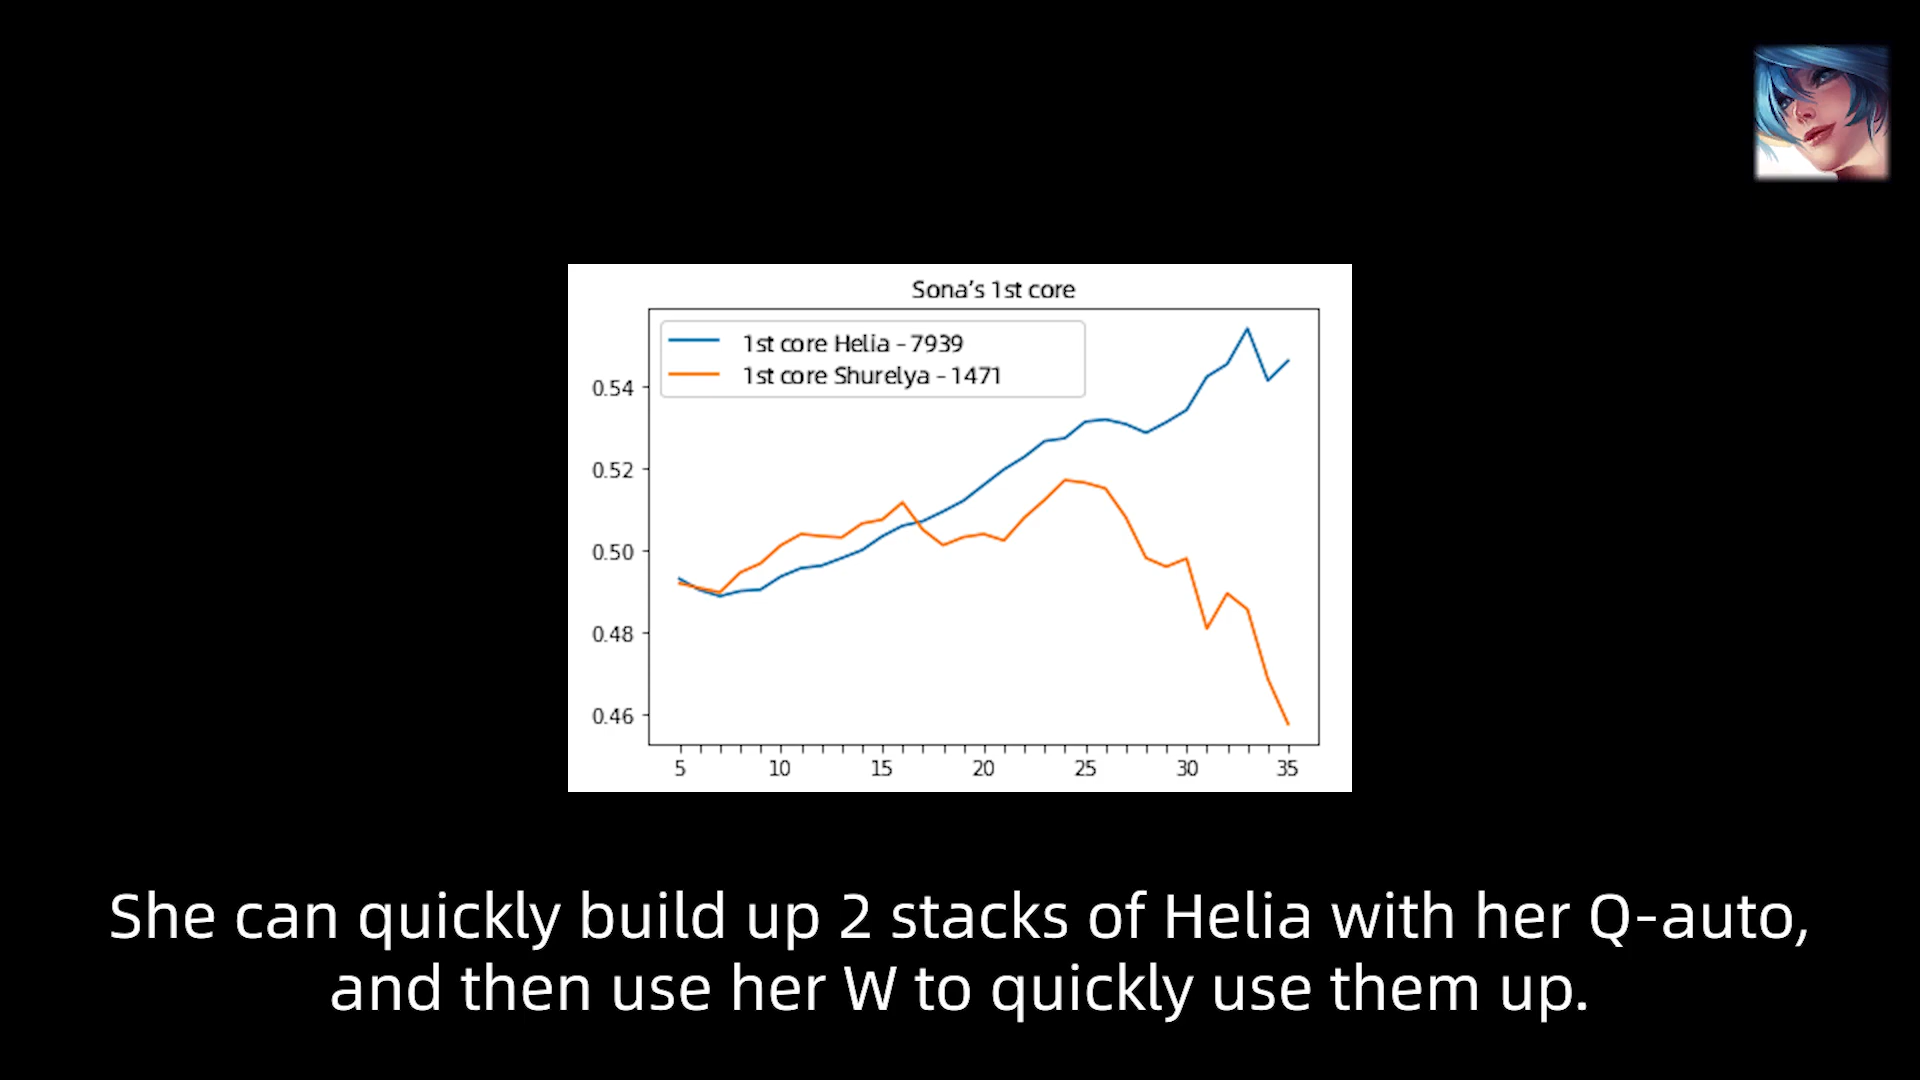 Sona’s 1st core
1st core Helia – 7939
1st core Shurelya – 1471
0.54
0.52
0.50
0.48
0.46
5 10 15 20 25 30 35
She can quickly build up 2 stacks of Helia with her Q-auto,
and then use her W to quickly use them up.